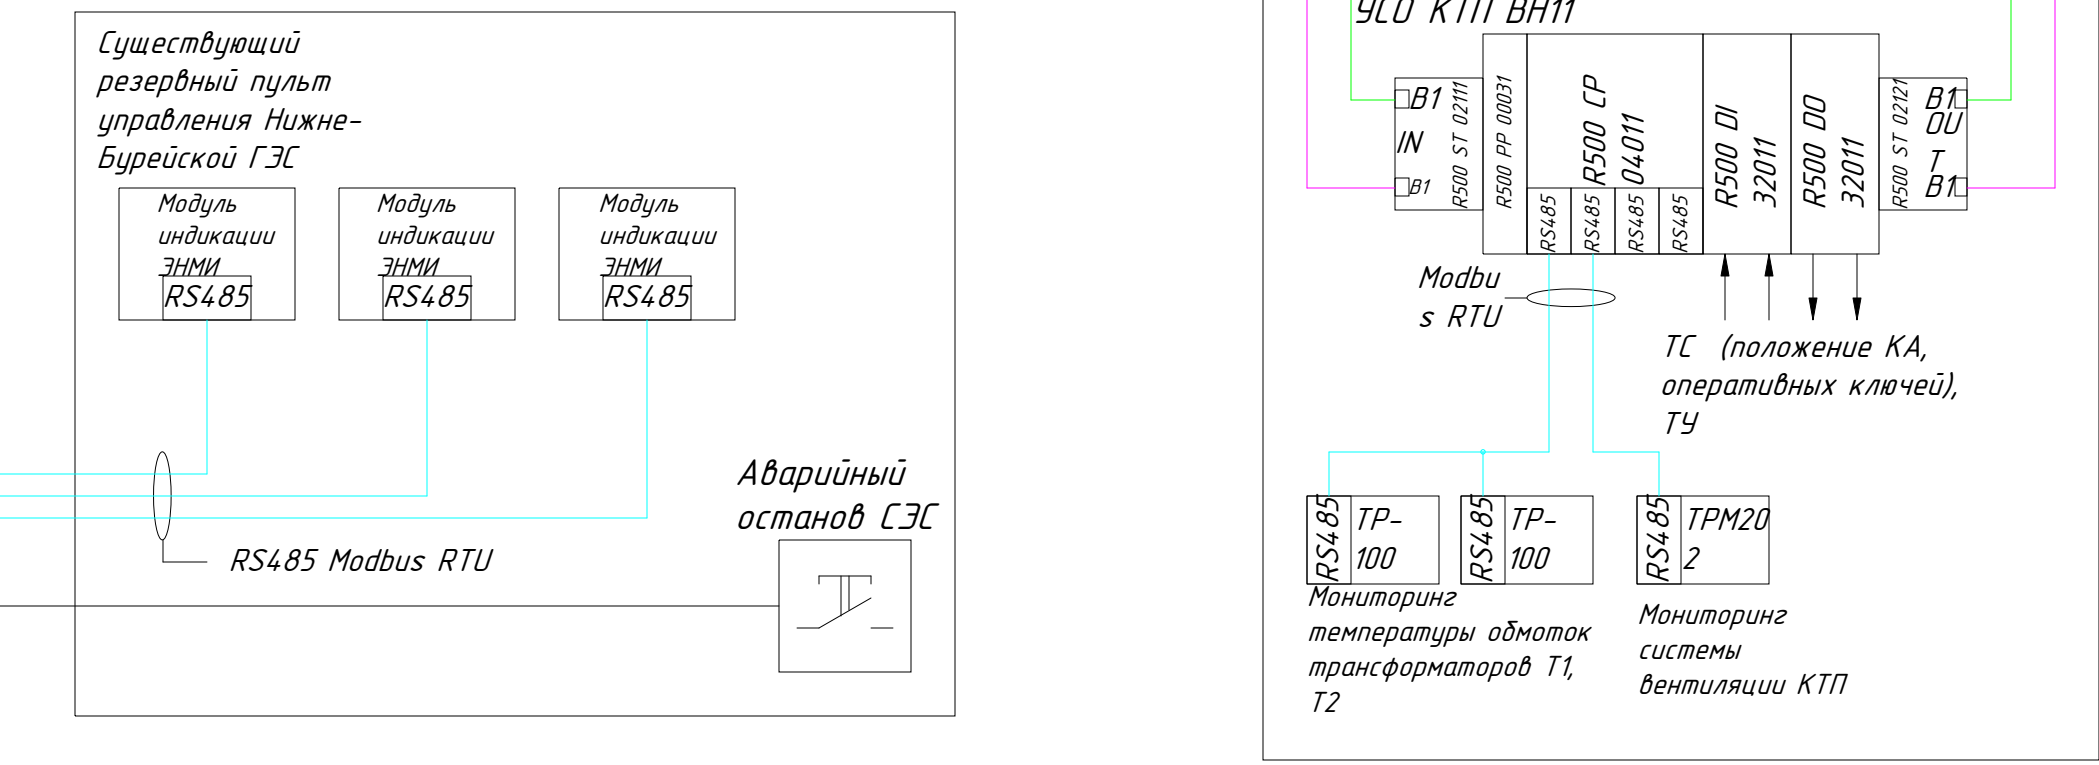 Существующий
резервный пульт
управления Нижне-
Бурейской ГЭС
Модуль
индикации
ЭНМИ
RS485
Модуль
индикации
ЭНМИ
RS485
Модуль
индикации
ЭНМИ
RS485
RS485 Modbus RTU
Аварийный
останов СЭС
УСО КТП ВН11
B1
IN
B1
R500 ST 02111
R500 PP 00031
R500 CP
04011
RS485
RS485
RS485
RS485
R500 DI
32011
R500 DO
32011
R500 ST 02121
B1
OU
T
B1
Modbu
s RTU
ТС (положение КА,
оперативных ключей),
ТУ
RS485
ТР-
100
RS485
ТР-
100
RS485
ТРМ20
2
Мониторинг
температуры обмоток
трансформаторов Т1,
Т2
Мониторинг
системы
вентиляции КТП